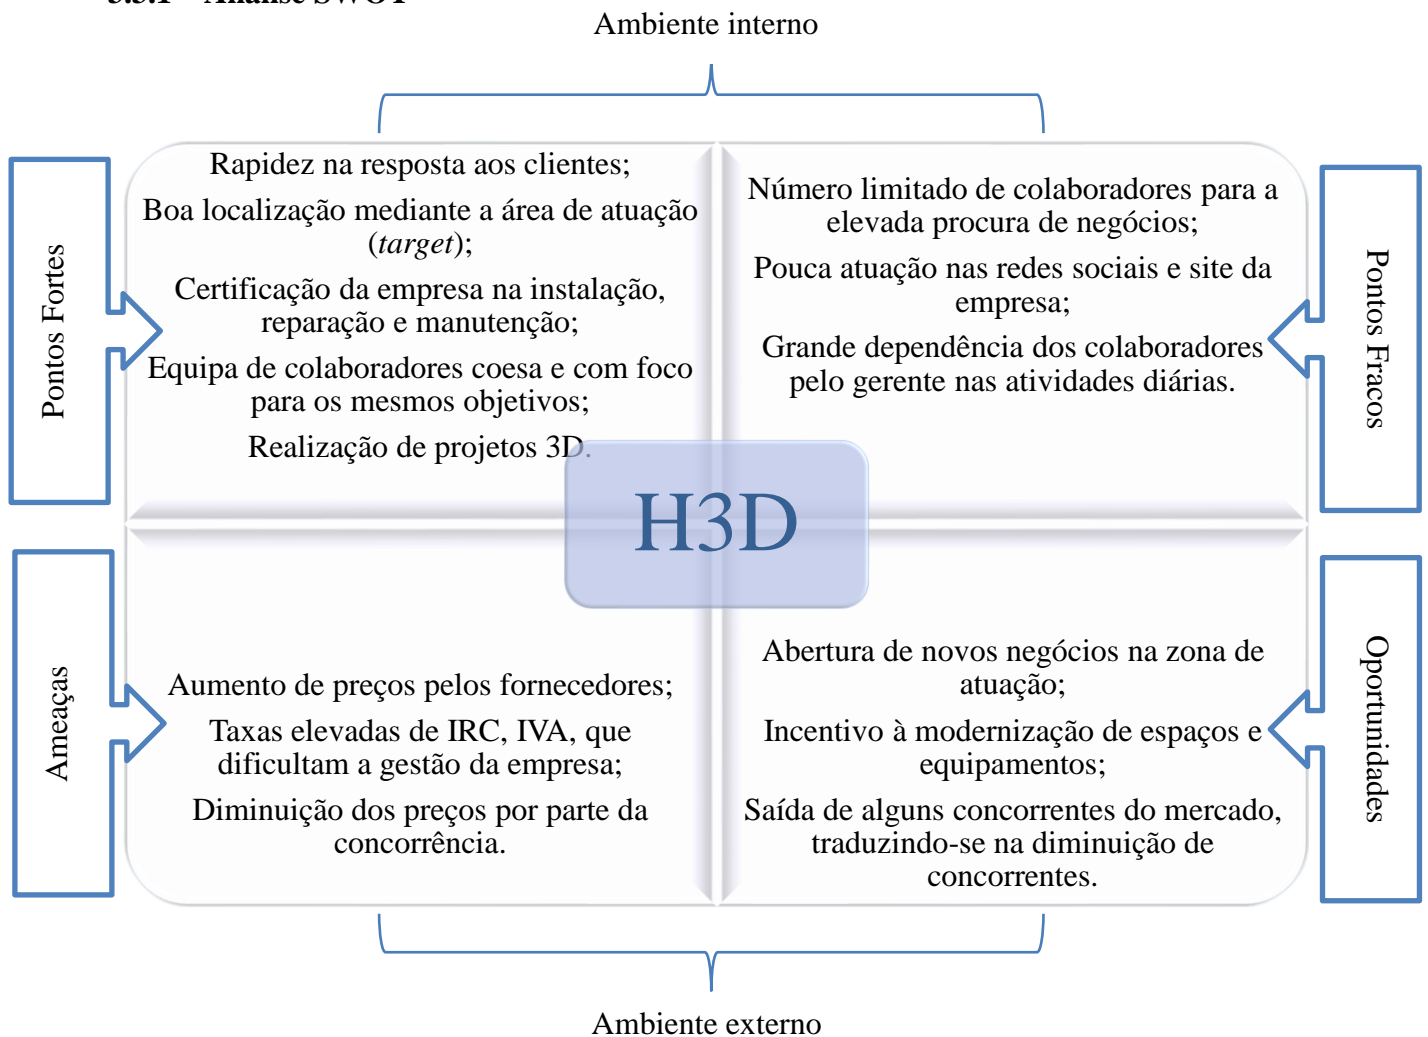 Ambiente interno
Pontos Fortes
Rapidez na resposta aos clientes;
Boa localização mediante a área de atuação
(target);
Certificação da empresa na instalação,
reparação e manutenção;
Equipa de colaboradores coesa e com foco
para os mesmos objetivos;
Realização de projetos 3D.
Número limitado de colaboradores para a
elevada procura de negócios;
Pouca atuação nas redes sociais e site da
empresa;
Grande dependência dos colaboradores
pelo gerente nas atividades diárias.
Pontos Fracos
H3D
Ameaças
Aumento de preços pelos fornecedores;
Taxas elevadas de IRC, IVA, que
dificultam a gestão da empresa;
Diminuição dos preços por parte da
concorrência.
Abertura de novos negócios na zona de
atuação;
Incentivo à modernização de espaços e
equipamentos;
Saída de alguns concorrentes do mercado,
traduzindo-se na diminuição de
concorrentes.
Oportunidades
Ambiente externo